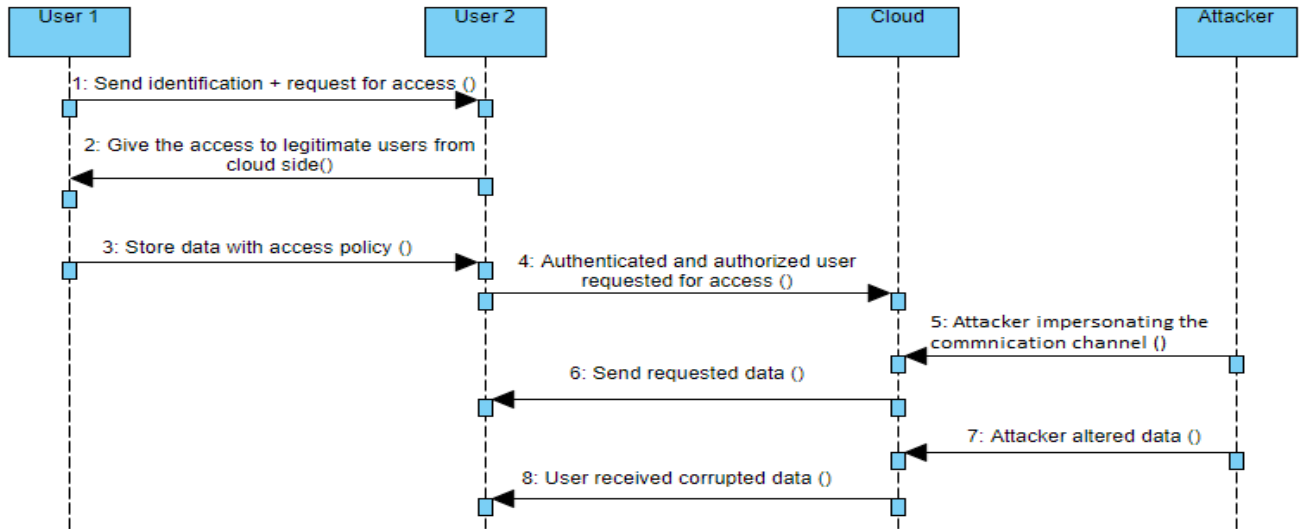 User 1
User 2
Cloud
Attacker
1: Send identification + request for access ()
2: Give the access to legitimate users from
cloud side()
3: Store data with access policy ()
4: Authenticated and authorized user
requested for access ()
5: Attacker impersonating the
commnication channel ()
6: Send requested data ()
7: Attacker altered data ()
8: User received corrupted data ()